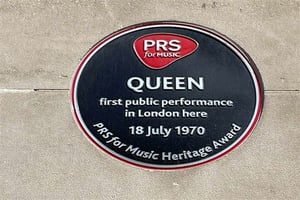 PRS
for MUSIC
QUEEN
first public performance
in London here
18 July 1970
PRS for Music Heritage Award